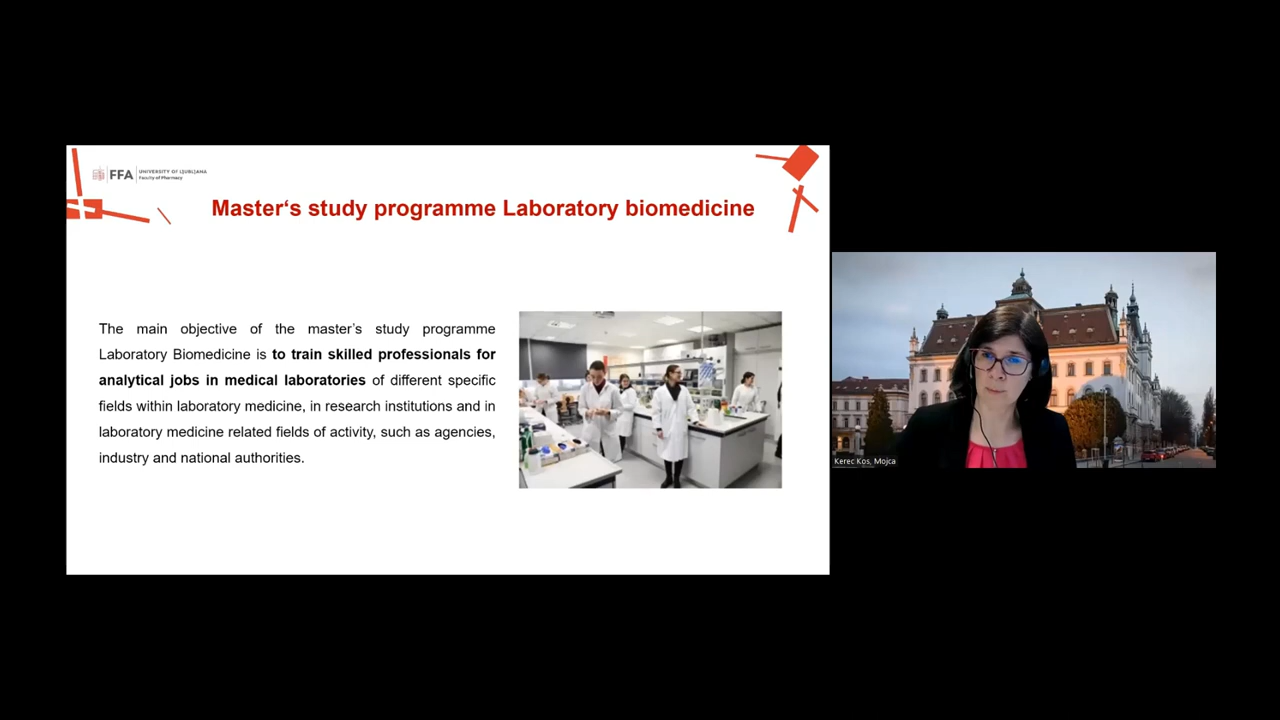 FFA
UNIVERSITY OF LJUBLJANA
Faculty of Pharmacy
Master‘s study programme Laboratory biomedicine
The main objective of the master’s study programme
Laboratory Biomedicine is to train skilled professionals for
analytical jobs in medical laboratories of different specific
fields within laboratory medicine, in research institutions and in
laboratory medicine related fields of activity, such as agencies,
industry and national authorities.
Kerec Kos, Mojca